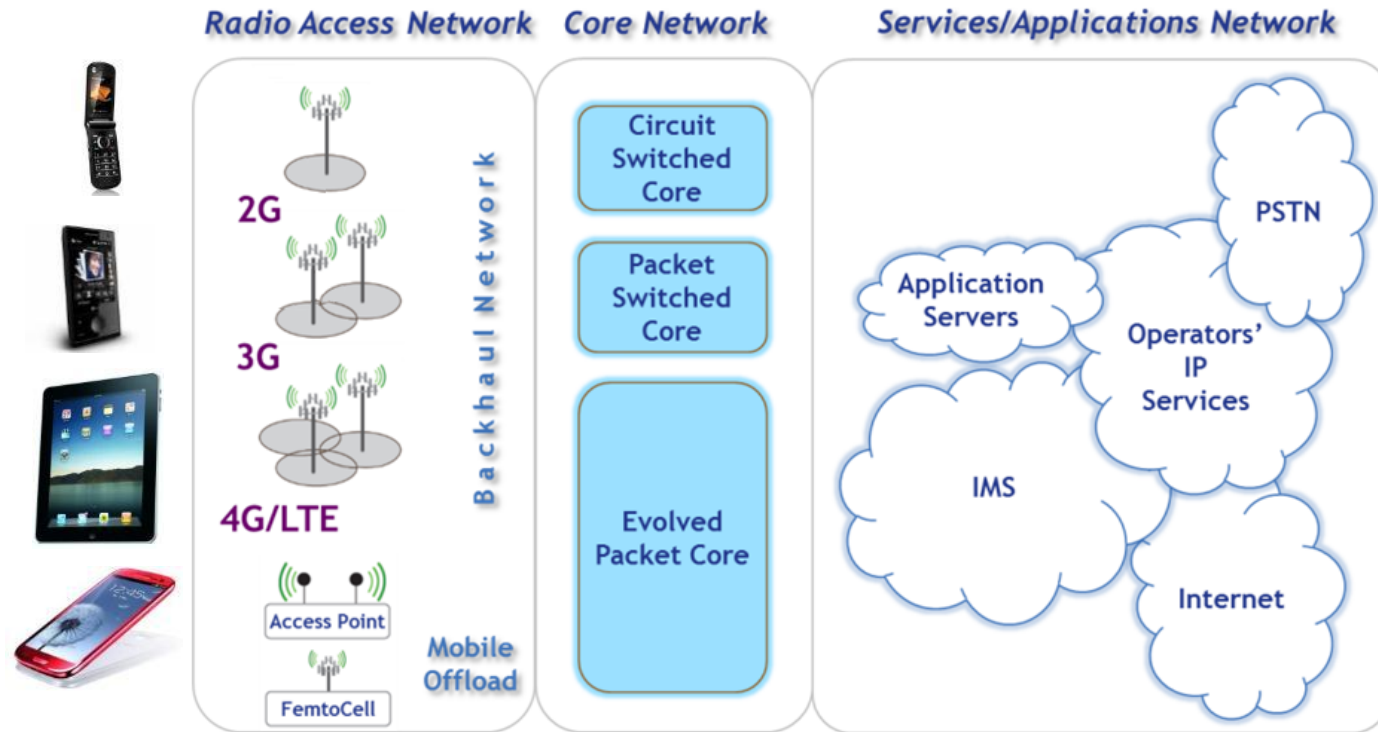 Radio Access Network
Core Network
Services/Applications Network
2G
3G
4G/LTE
Backhaul Network
Access Point
FemtoCell
Mobile
Offload
Circuit
Switched
Core
Packet
Switched
Core
Evolved
Packet Core
PSTN
Application
Servers
Operators’
IP
Services
IMS
Internet